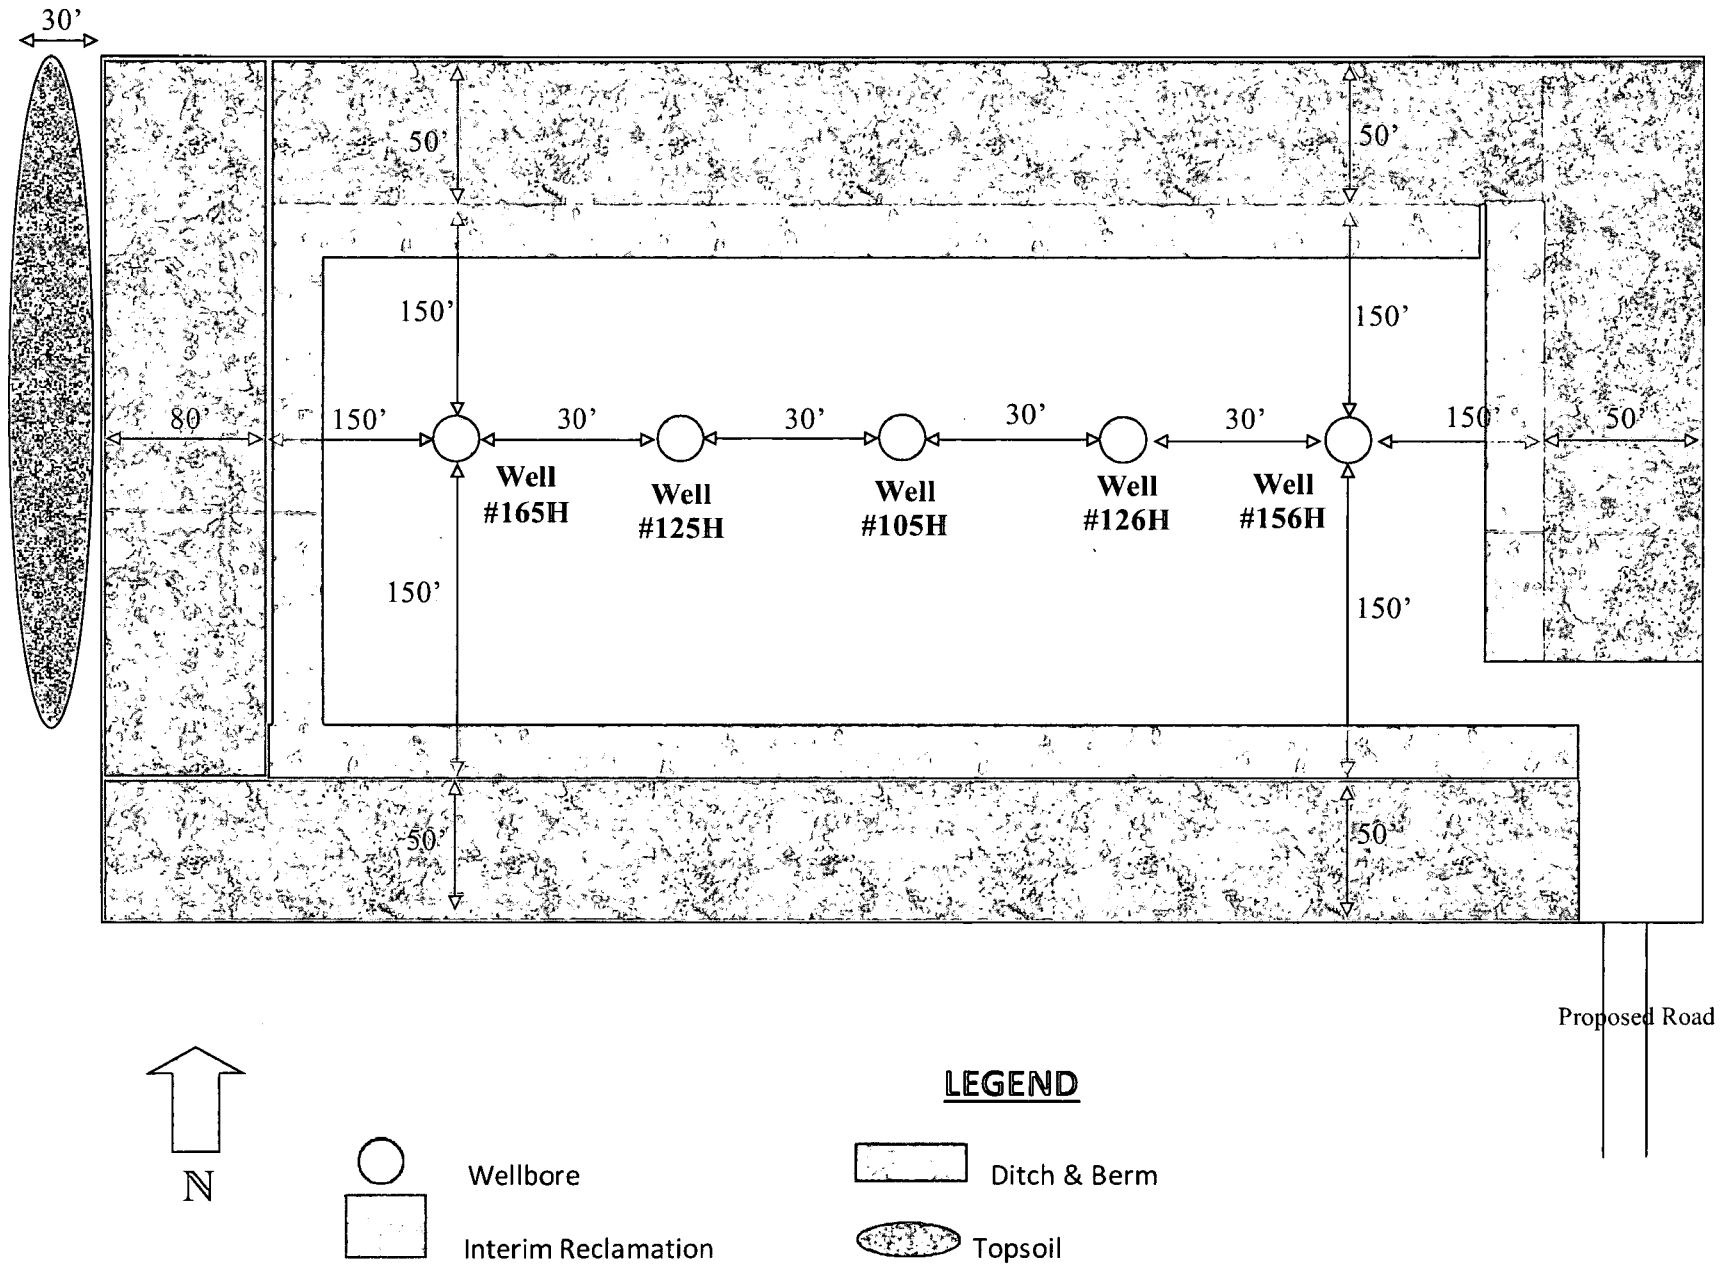 30’
50’
50’
150’
150’
80’
150’
30’
30’
30’
30’
150’
50’
Well
#165H
Well
#125H
Well
#105H
Well
#126H
Well
#156H
150’
150’
50’
50’
Proposed Road
N
LEGEND
Wellbore
Ditch & Berm
Interim Reclamation
Topsoil